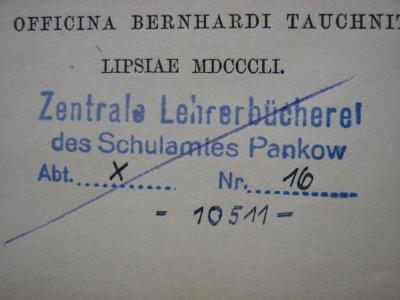 OFFICINA BERNHARDI TAUCHNIT
LIPSIAE MDCCCLI.
Zentrale Lehrerbücherei
des Schulamtes Pankow
Abt. X Nr. 16
- 10511 -